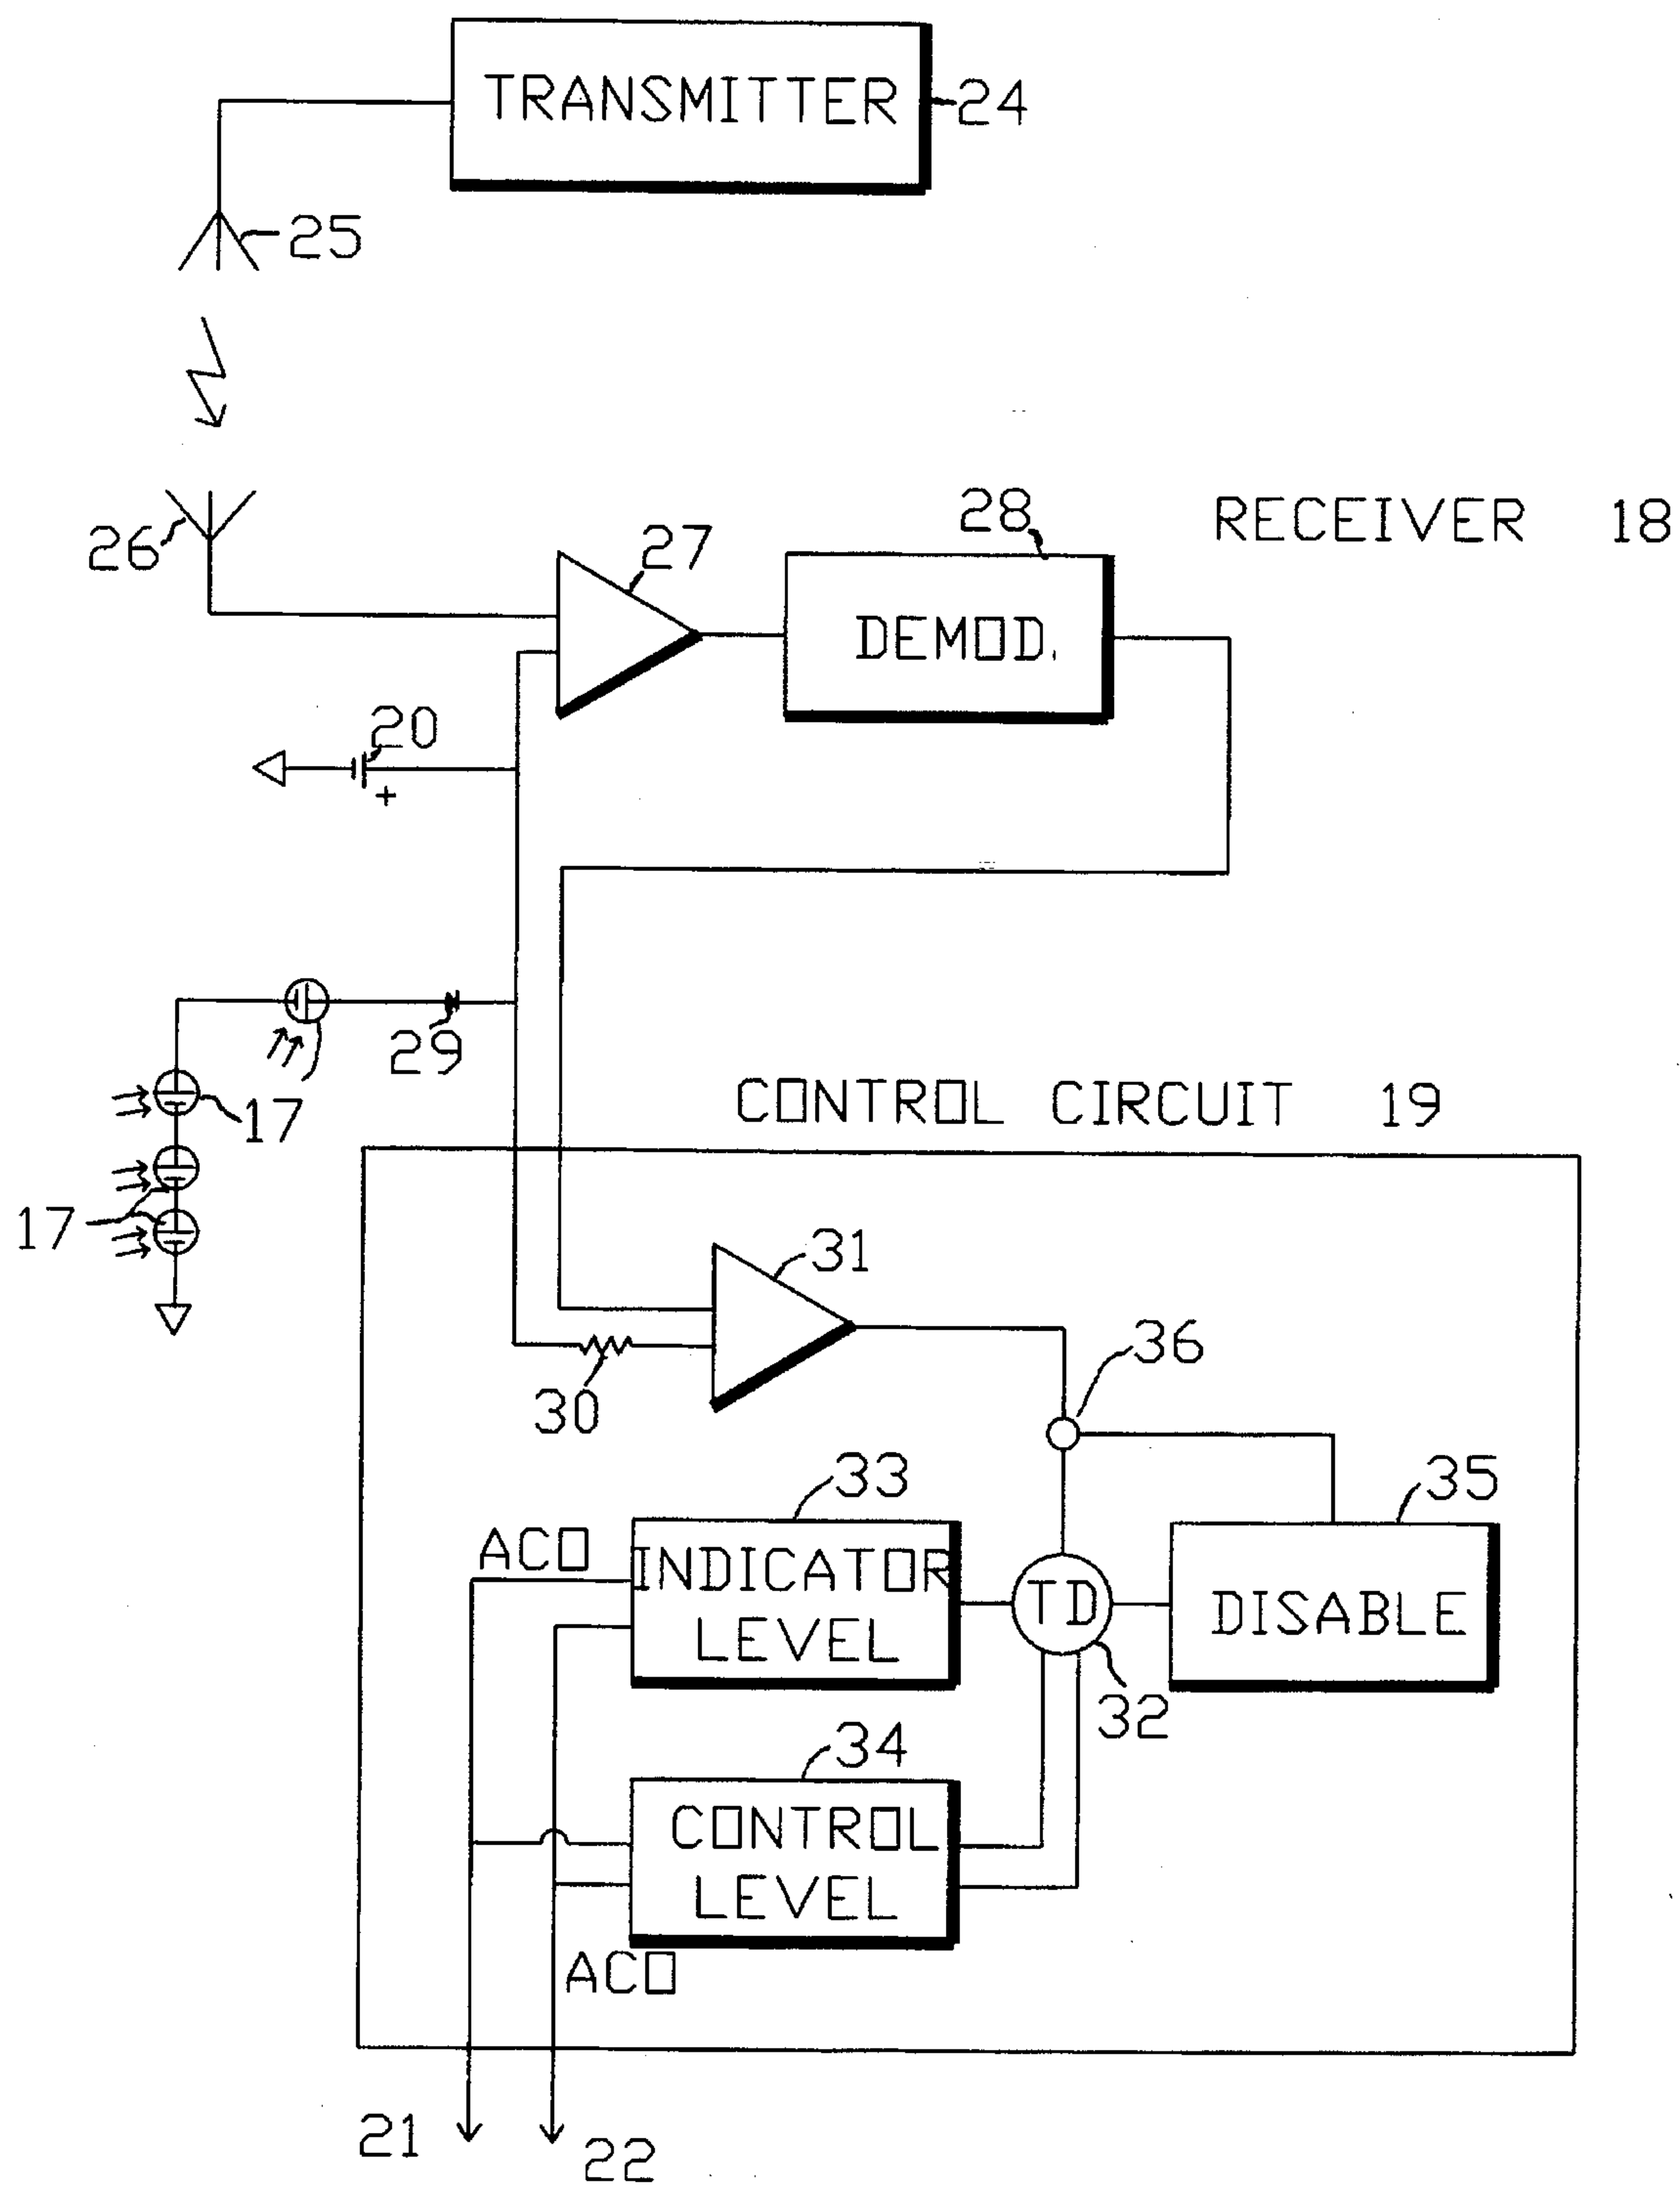 TRANSMITTER
24
25
28
RECEIVER 18
26
27
DEMOD.
20
+
29
CONTROL CIRCUIT 19
17
17
31
36
30
33
35
ACO
INDICATOR
LEVEL
TD
DISABLE
32
34
CONTROL
LEVEL
ACO
21
22